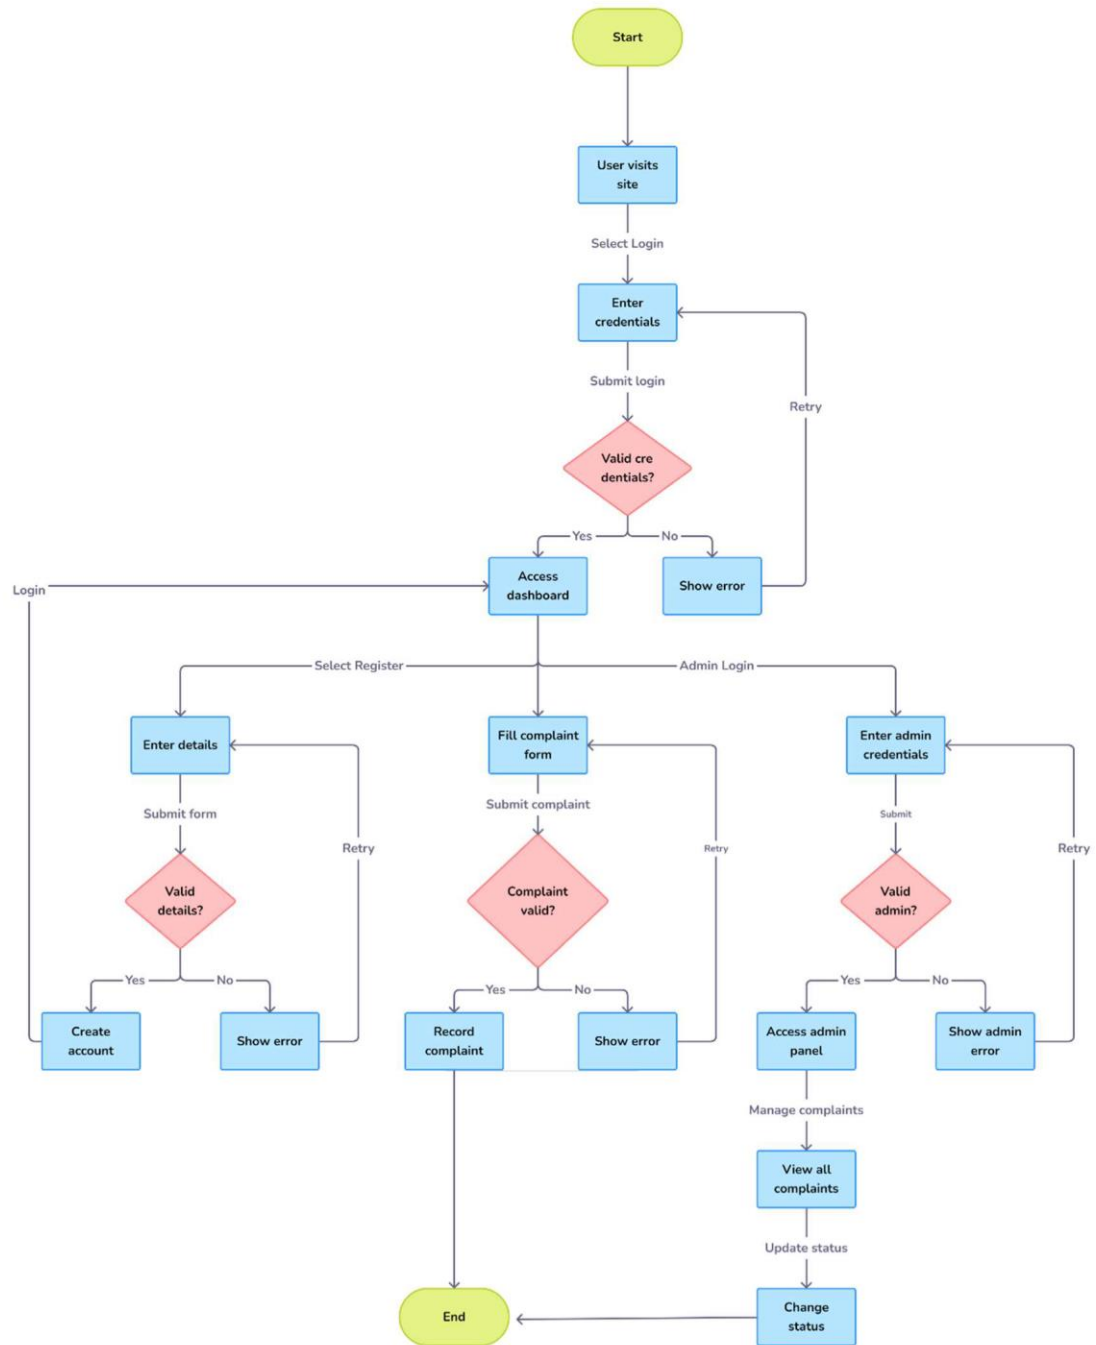 Start
User visits
site
Select Login
Enter
credentials
Submit login
Retry
Valid cre
dentials?
Yes
No
Access
dashboard
Show error
Login
Select Register
Admin Login
Enter details
Fill complaint
form
Enter admin
credentials
Submit form
Submit complaint
Submit
Retry
Retry
Retry
Valid
details?
Complaint
valid?
Valid
admin?
Yes
No
Yes
No
Yes
No
Create
account
Show error
Record
complaint
Show error
Access admin
panel
Show admin
error
Manage complaints
View all
complaints
Update status
End
Change
status